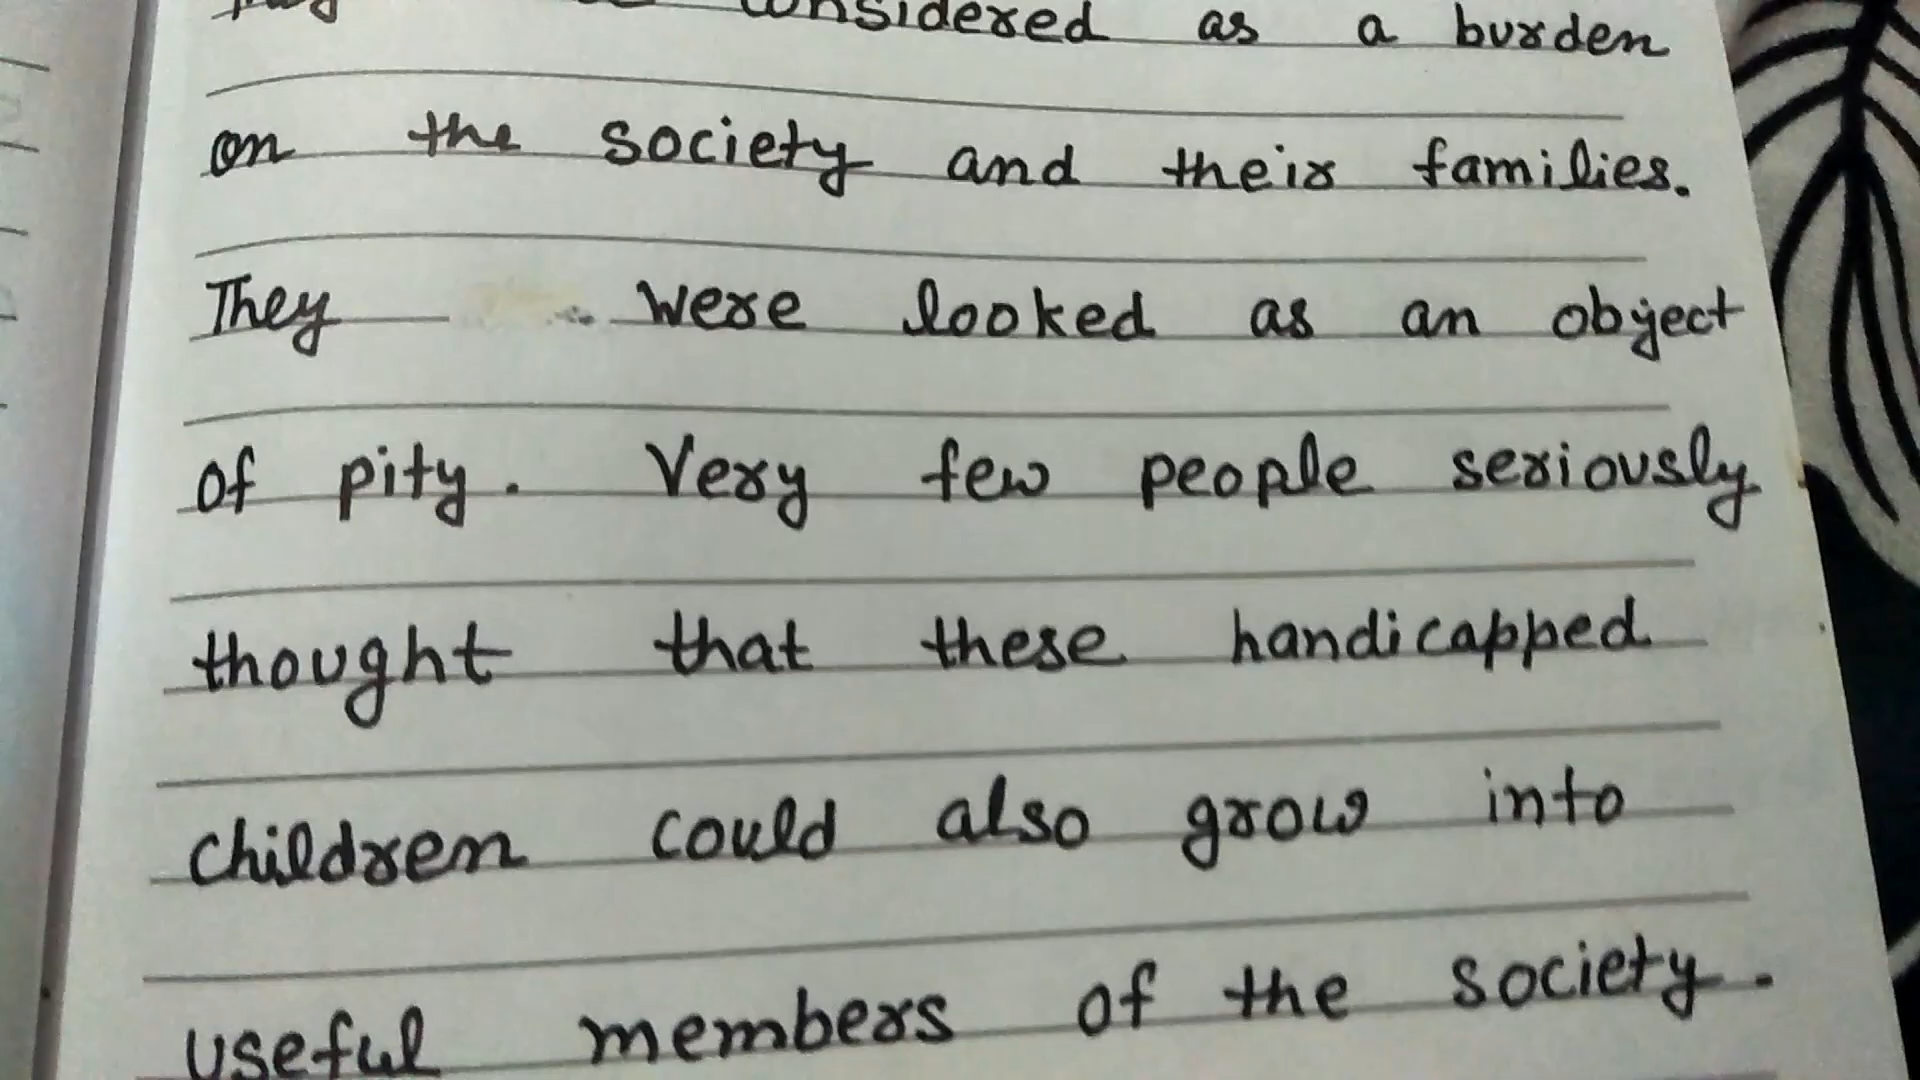 considered as a burden
on the society and their families.
They were looked as an object
of pity. Very few people seriously
thought that these handicapped
children could also grow into
useful members of the society.